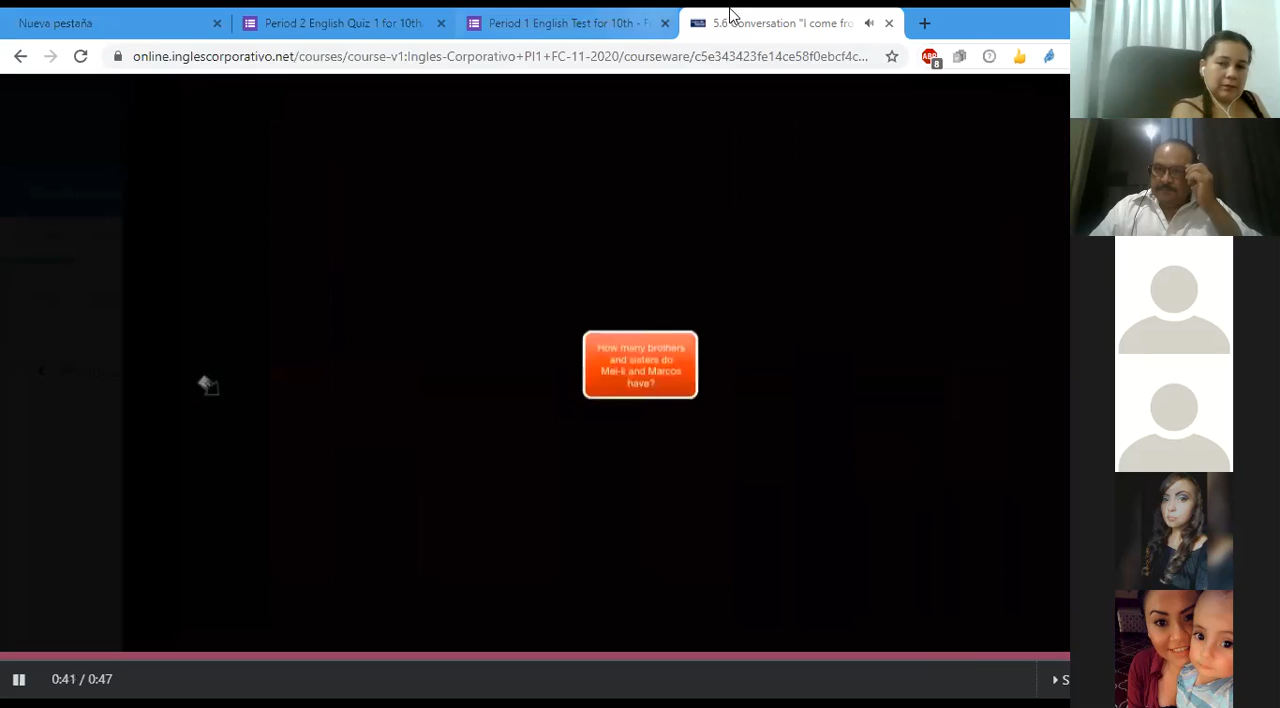 Nueva pestaña
Period 2 English Quiz 1 for 10th.
Period 1 English Test for 10th - F
5.6 Conversation "I come fro
online.inglescorporativo.net/courses/course-v1:Ingles-Corporativo+PI1+FC-11-2020/courseware/c5e343423fe14ce58f0ebcf4c...
ABP
8
How many brothers
and sisters do
Mei-li and Marcos
have?
0:41 / 0:47
S